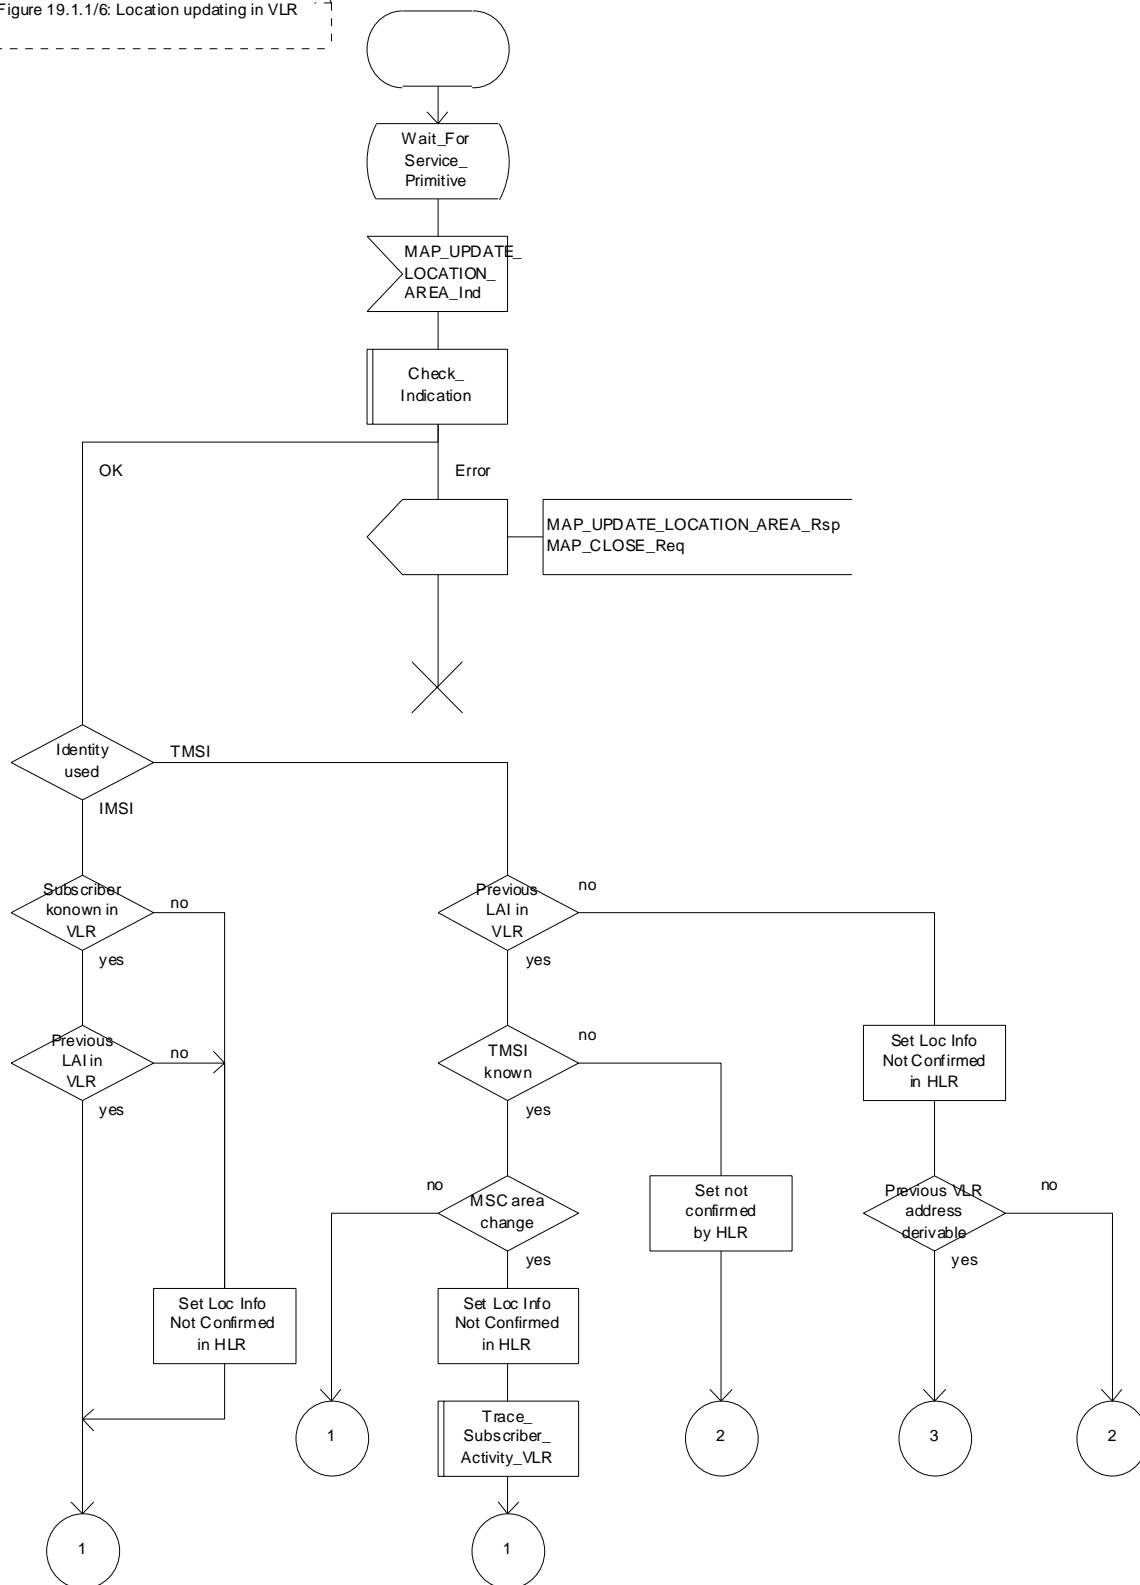 Figure 19.1.1/6: Location updating in VLR
Wait_For
Service_
Primitive
MAP_UPDATE_
LOCATION_
AREA_Ind
Check_
Indication
OK
Error
MAP_UPDATE_LOCATION_AREA_Rsp
MAP_CLOSE_Req
Identity
used
TMSI
IMSI
Subscriber
konown in
VLR
no
yes
Previous
LAI in
VLR
no
yes
Previous
LAI in
VLR
no
yes
TMSI
known
no
yes
Set Loc Info
Not Confirmed
in HLR
no
MSC area
change
yes
Set not
confirmed
by HLR
Previous VLR
address
derivable
no
yes
Set Loc Info
Not Confirmed
in HLR
Set Loc Info
Not Confirmed
in HLR
1
Trace_
Subscriber_
Activity_VLR
2
3
2
1
1